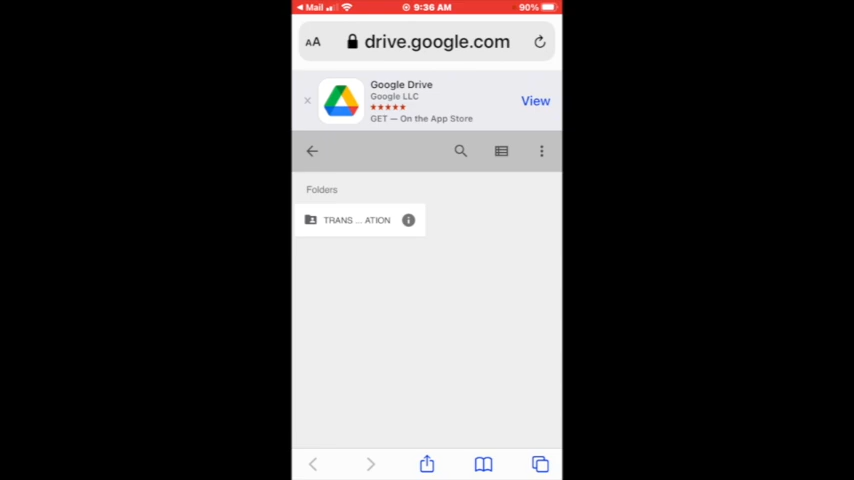 Mail 9:36 AM 90%
AA drive.google.com
Google Drive
Google LLC
View
GET — On the App Store
Folders
TRANS ... ATION